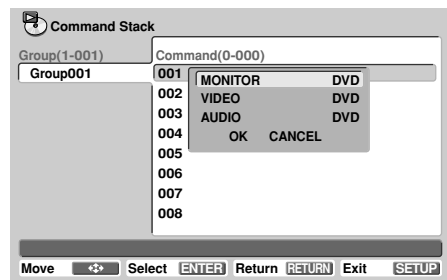 Command Stack
Group(1-001) Command(0-000)
Group001
001
MONITOR DVD
VIDEO DVD
AUDIO DVD
OK CANCEL
002
003
004
005
006
007
008
Move Select ENTER Return RETURN Exit SETUP